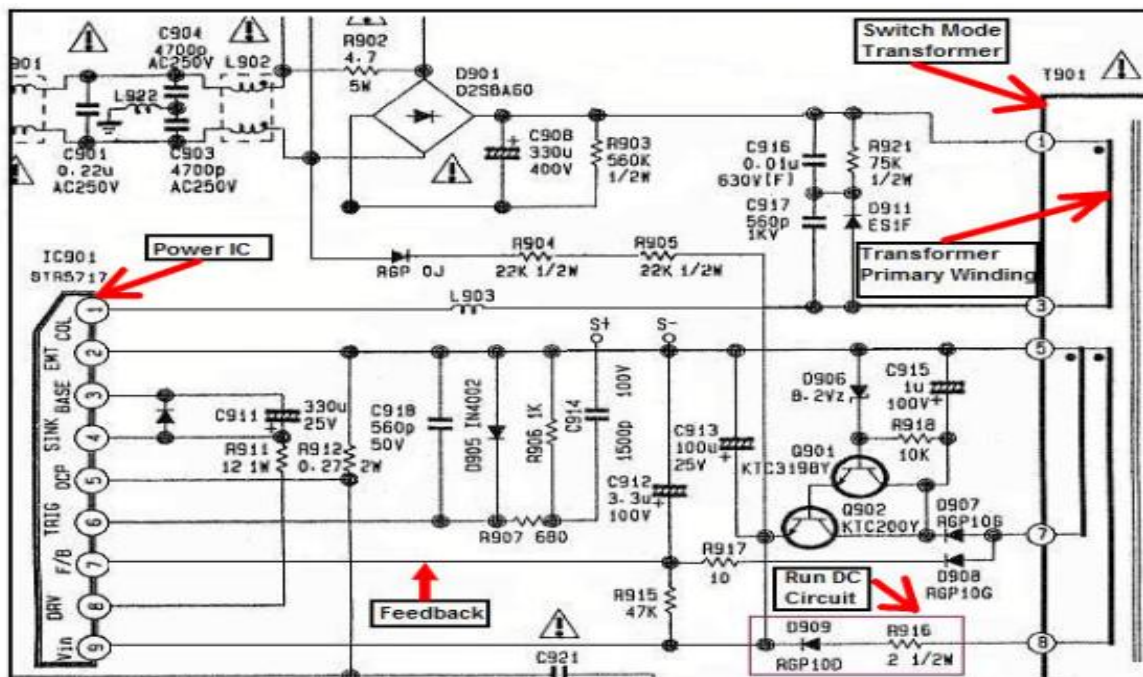 C904
4700p
AC250V
L902
R902
4.7
5W
D901
D2SBA60
Switch Mode
Transformer
T901
L922
C901
0.22u
AC250V
C903
4700p
AC250V
C908
330u
400V
R903
560K
1/2W
C916
0.01u
630V(F)
C917
560p
1KV
R921
75K
1/2W
D911
ES1F
1
Transformer
Primary Winding
3
IC901
STR5717
Power IC
RGP 0J
R904
22K 1/2W
R905
22K 1/2W
L903
S+
S-
1
COL
2
EMT
3
BASE
4
SINK
5
OCP
6
TRIG
7
F/B
8
DRV
9
Vin
C911
330u
25V
R911
12 1W
R912
0.27 2W
C918
560p
50V
D905 IN4002
R906 1K
C914
100V
1500p
C912
3.3u
100V
R907 680
C913
100u
25V
D906
8.2Vz
C915
1u
100V
R918
10K
Q901
KTC3198Y
Q902
KTC200Y
D907
RGP10G
D908
RGP10G
5
7
8
R917
10
R915
47K
Feedback
Run DC
Circuit
D909
RGP10D
R916
2 1/2W
C921